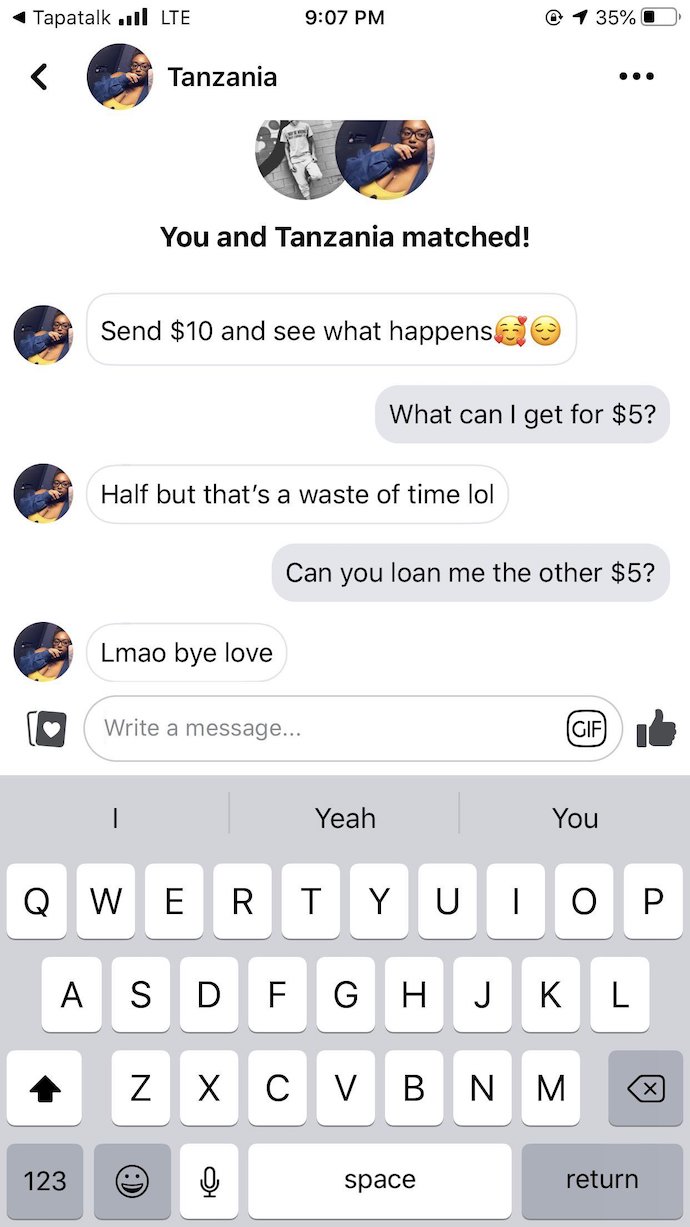 Tapatalk LTE 9:07 PM 35%
Tanzania
You and Tanzania matched!
Send $10 and see what happens🥰😌
What can I get for $5?
Half but that’s a waste of time lol
Can you loan me the other $5?
Lmao bye love
Write a message... GIF
I Yeah You
Q W E R T Y U I O P
A S D F G H J K L
Z X C V B N M
123 space return